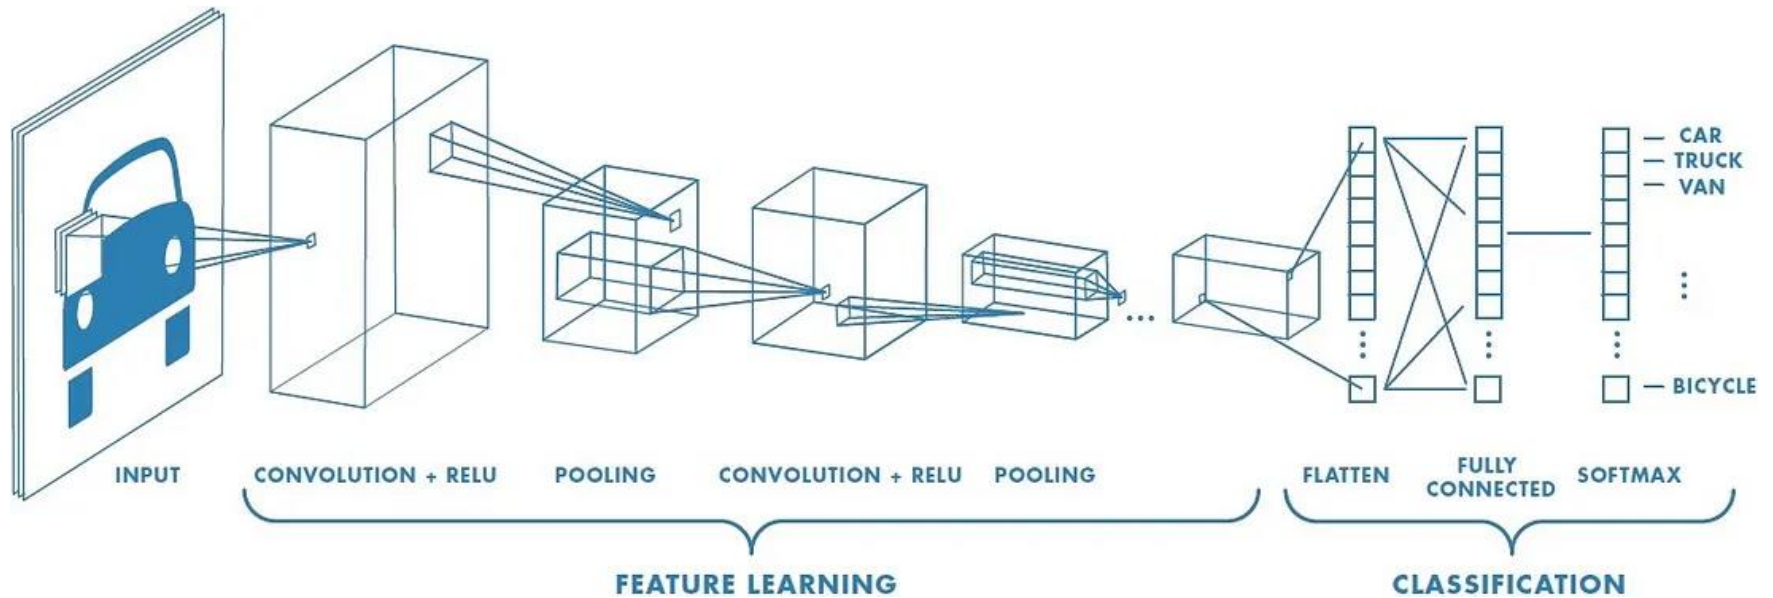 CAR
TRUCK
VAN
BICYCLE
INPUT
CONVOLUTION + RELU
POOLING
CONVOLUTION + RELU
POOLING
FLATTEN
FULLY
CONNECTED
SOFTMAX
FEATURE LEARNING
CLASSIFICATION